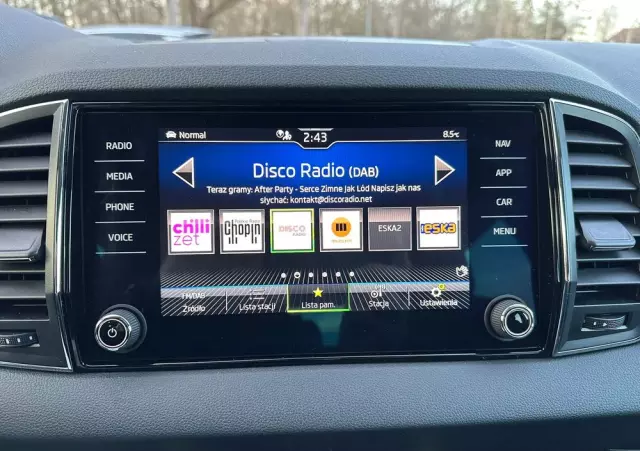 RADIO
MEDIA
PHONE
VOICE
Normal
2:43
8.5°C
Disco Radio (DAB)
Teraz gramy: After Party - Serce Zimne Jak Lód Napisz jak nas
słychać: kontakt@discoradio.net
chilli
zet
Chopin
DISCO
ESKA2
eska
FM/DAB
Źródło
Lista stacji
Lista pam.
Stacja
Ustawienia
NAV
APP
CAR
MENU